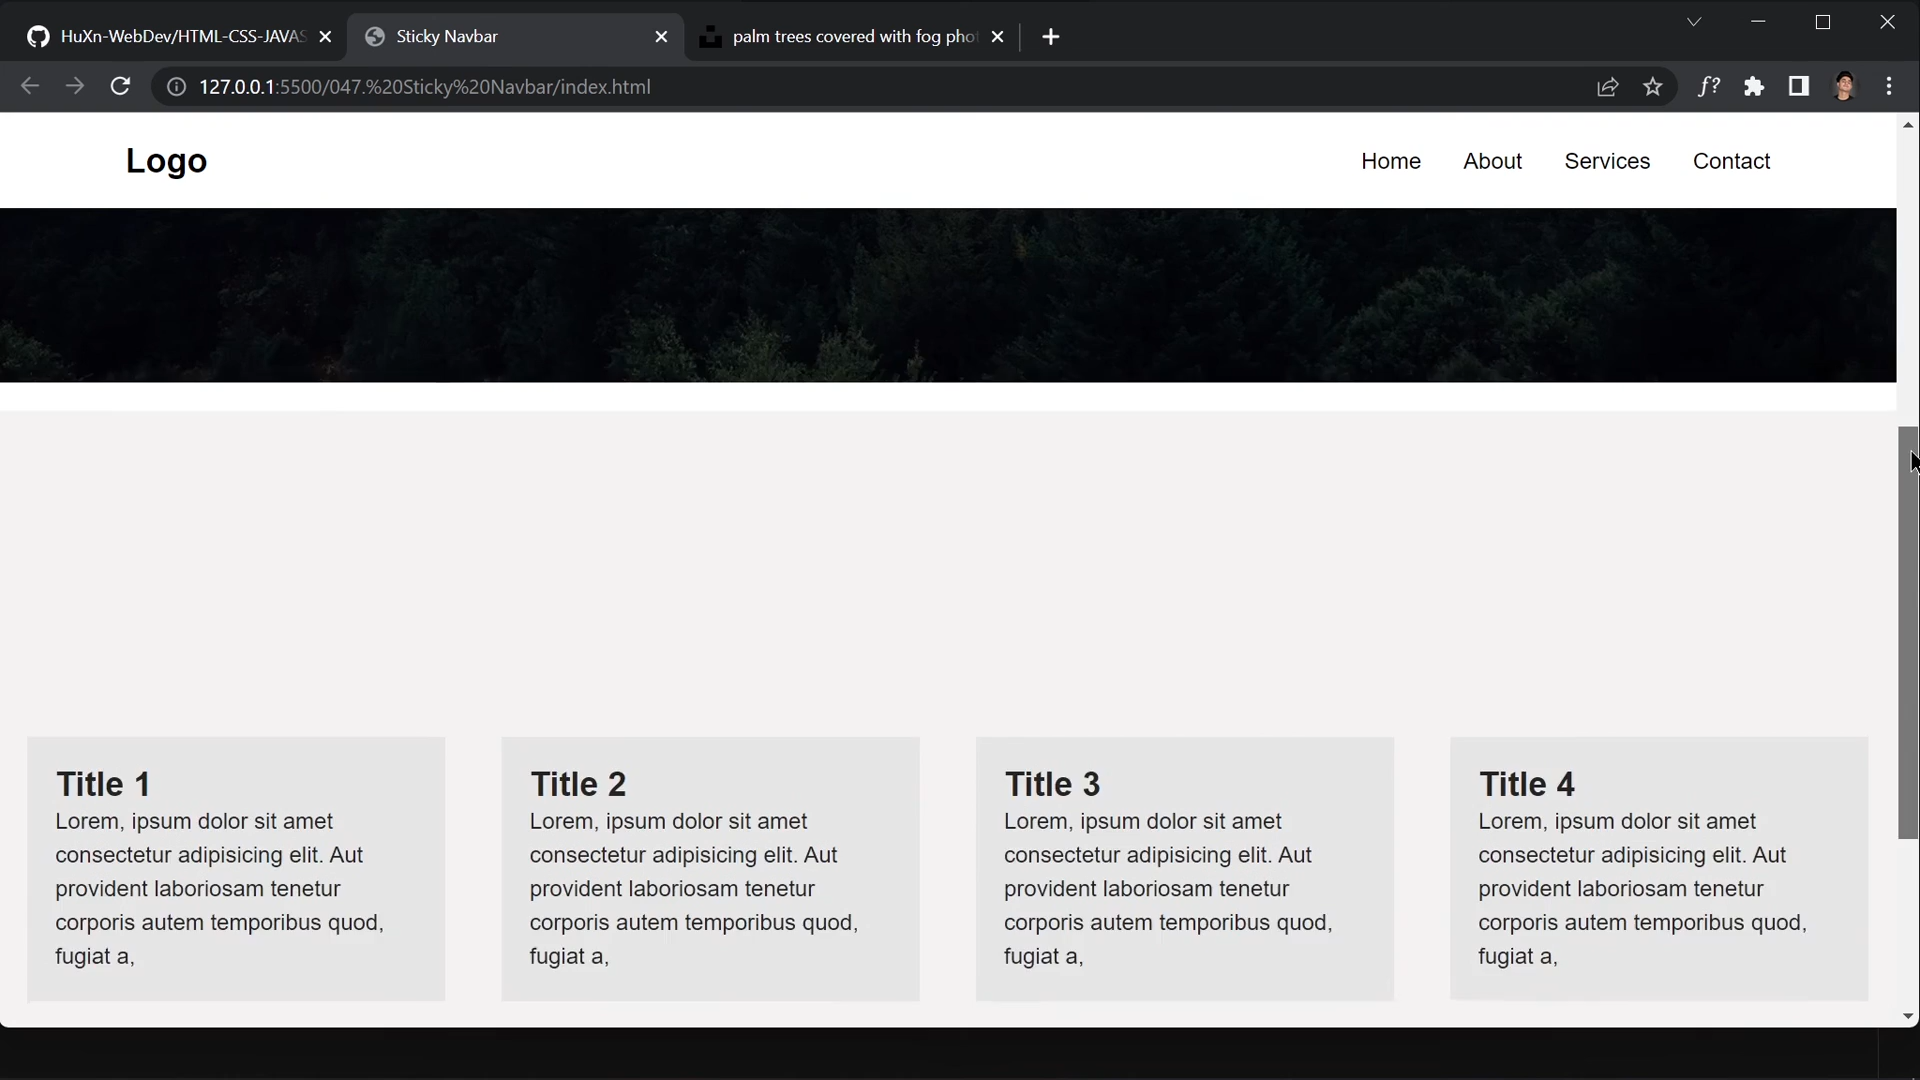 HuXn-WebDev/HTML-CSS-JAVAS
Sticky Navbar
palm trees covered with fog phot
127.0.0.1:5500/047.%20Sticky%20Navbar/index.html
f?
Logo
Home
About
Services
Contact
Title 1
Lorem, ipsum dolor sit amet
consectetur adipisicing elit. Aut
provident laboriosam tenetur
corporis autem temporibus quod,
fugiat a,
Title 2
Lorem, ipsum dolor sit amet
consectetur adipisicing elit. Aut
provident laboriosam tenetur
corporis autem temporibus quod,
fugiat a,
Title 3
Lorem, ipsum dolor sit amet
consectetur adipisicing elit. Aut
provident laboriosam tenetur
corporis autem temporibus quod,
fugiat a,
Title 4
Lorem, ipsum dolor sit amet
consectetur adipisicing elit. Aut
provident laboriosam tenetur
corporis autem temporibus quod,
fugiat a,